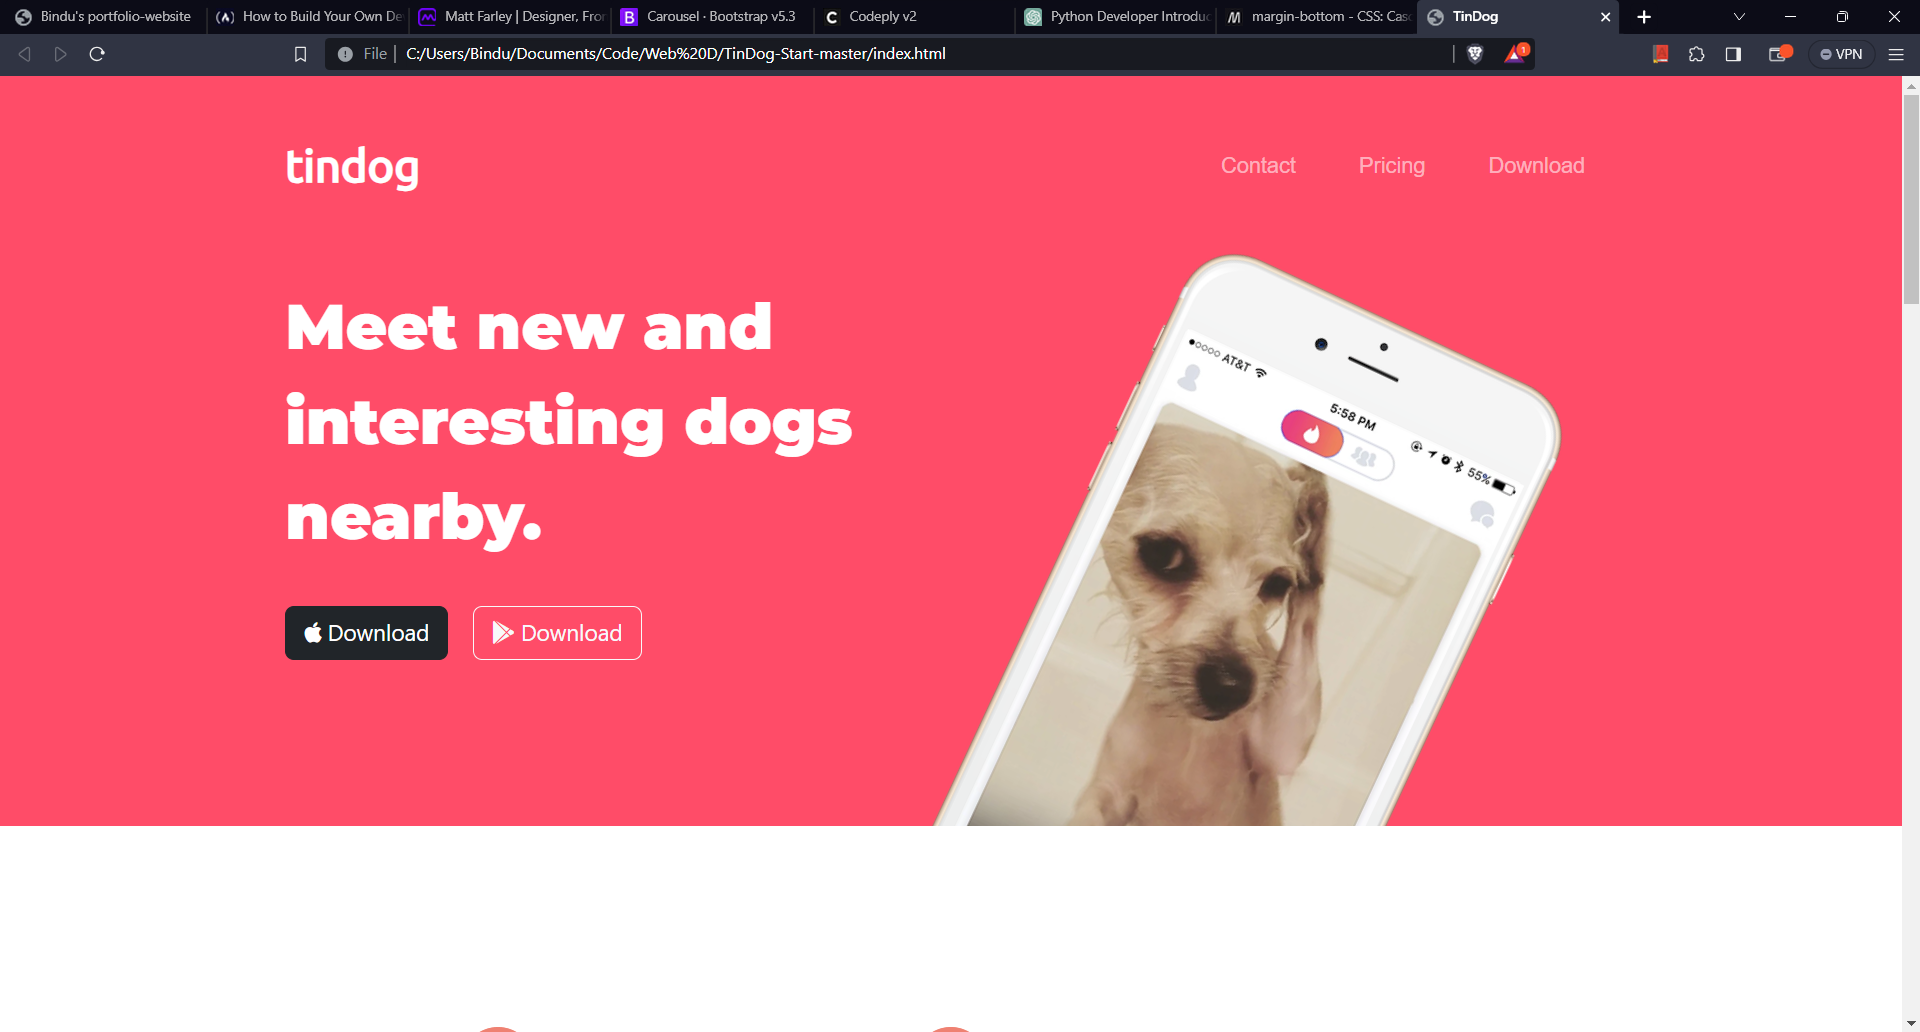 Bindu's portfolio-website
How to Build Your Own De
Matt Farley | Designer, Fror
B
Carousel · Bootstrap v5.3
C
Codeply v2
Python Developer Introduc
margin-bottom - CSS: Casc
TinDog
File
C:/Users/Bindu/Documents/Code/Web%20D/TinDog-Start-master/index.html
1
VPN
tindog
Contact
Pricing
Download
Meet new and
interesting dogs
nearby.
Download
Download
AT&T
5:58 PM
55%